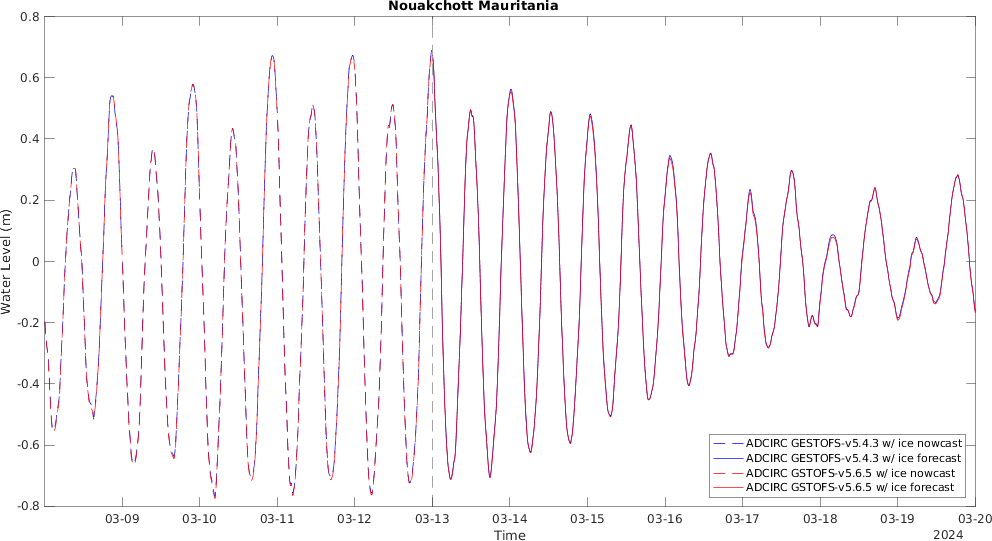 Nouakchott Mauritania
0.8
0.6
0.4
0.2
0
-0.2
-0.4
-0.6
-0.8
Water Level (m)
ADCIRC GESTOFS-v5.4.3 w/ ice nowcast
ADCIRC GESTOFS-v5.4.3 w/ ice forecast
ADCIRC GSTOFS-v5.6.5 w/ ice nowcast
ADCIRC GSTOFS-v5.6.5 w/ ice forecast
03-09 03-10 03-11 03-12 03-13 03-14 03-15 03-16 03-17 03-18 03-19 03-20
Time
2024